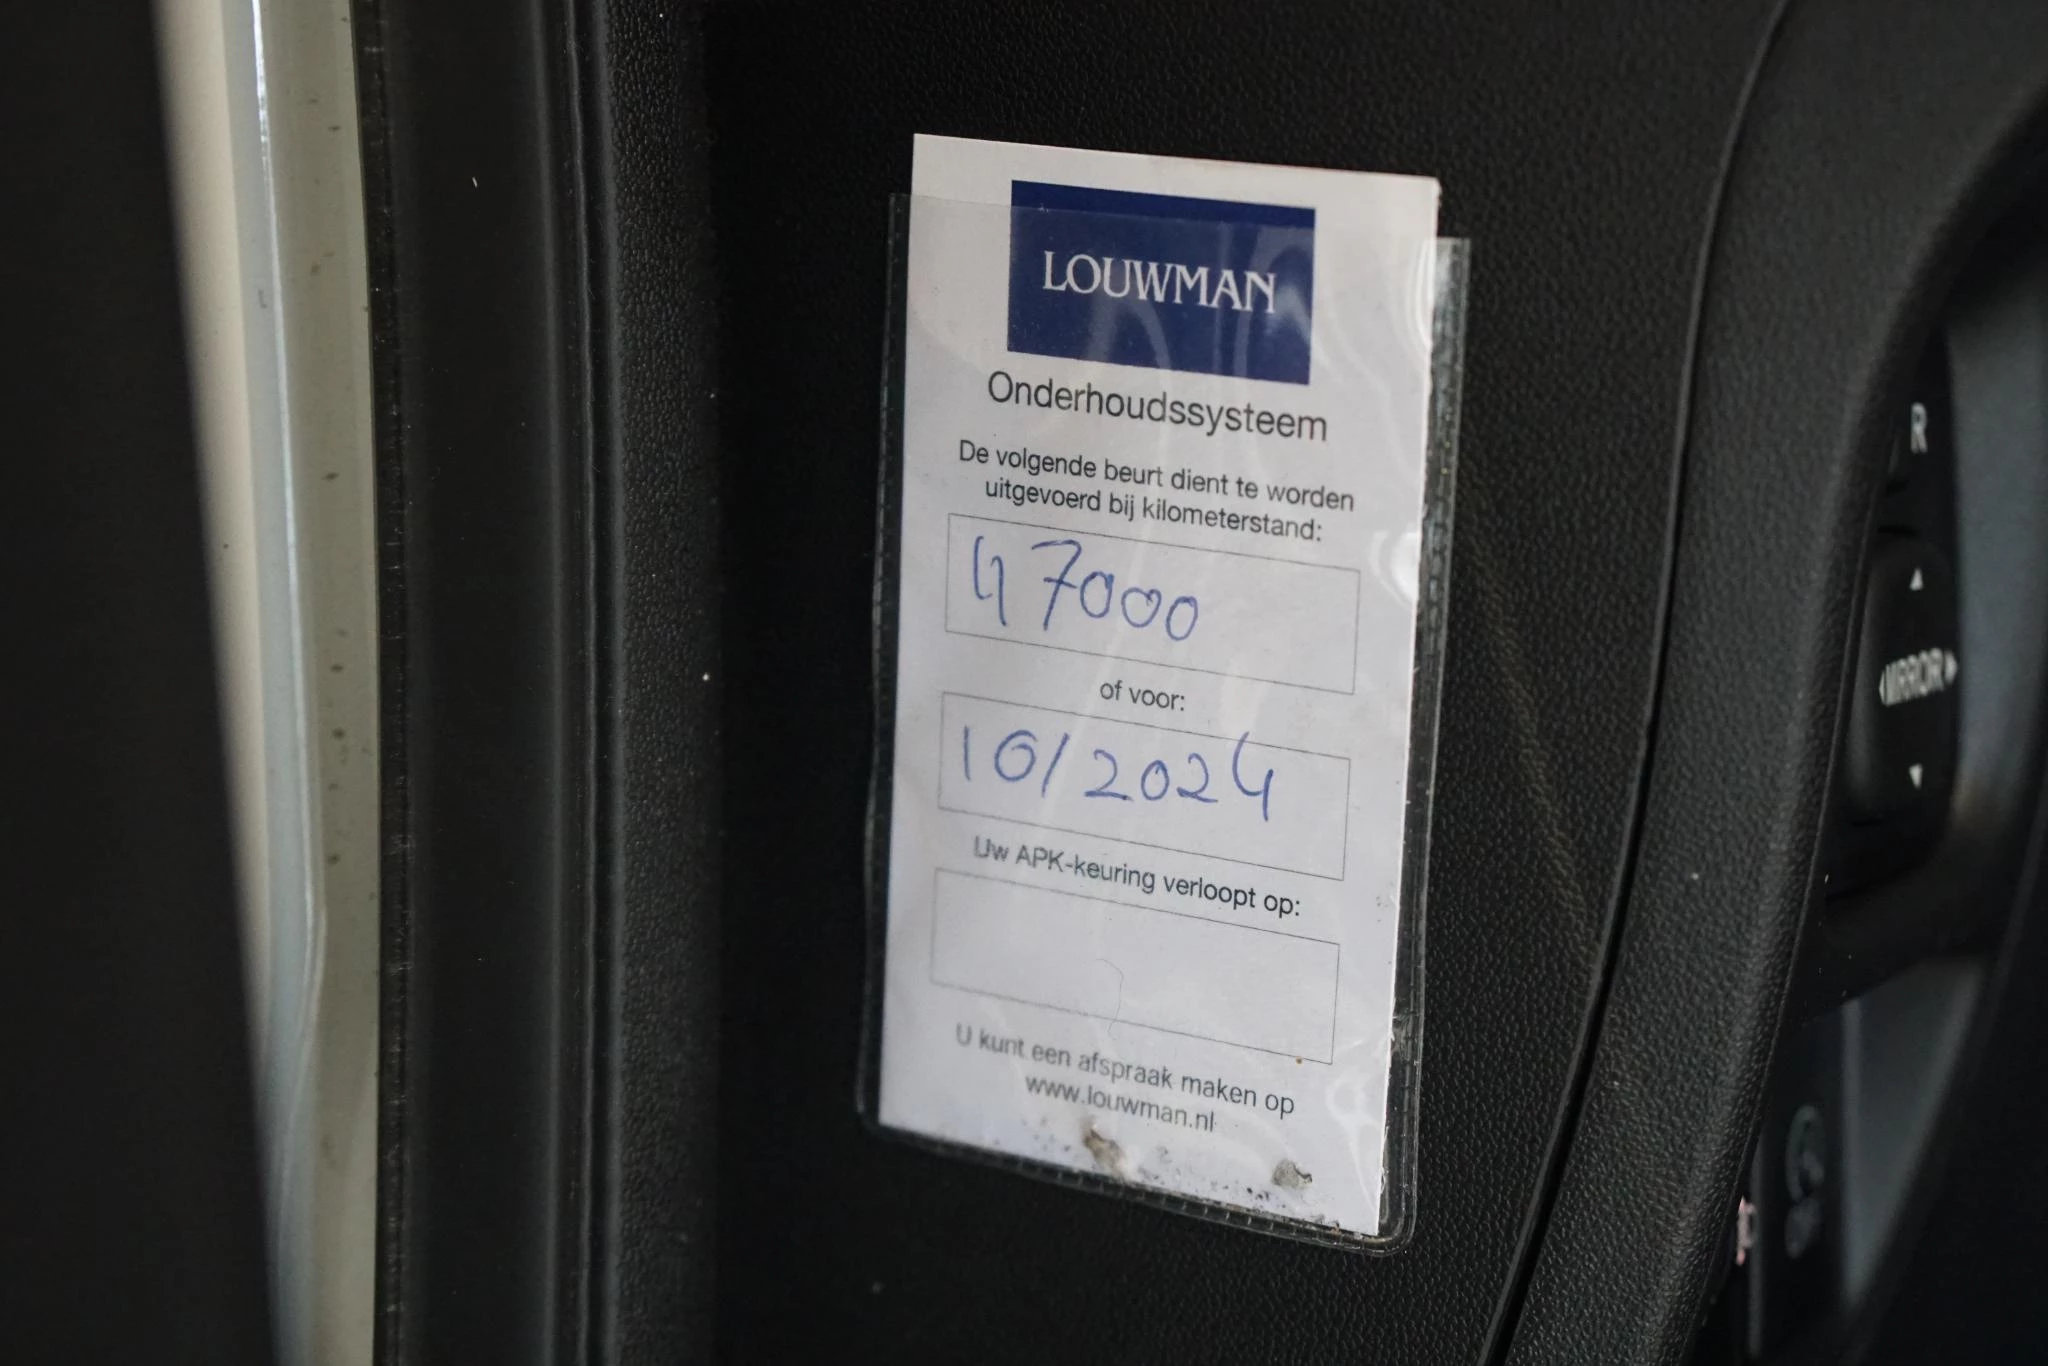 LOUWMAN
Onderhoudssysteem
De volgende beurt dient te worden
uitgevoerd bij kilometerstand:
47000
of voor:
10/2024
Uw APK-keuring verloopt op:
U kunt een afspraak maken op
www.louwman.nl
R
MIRROR